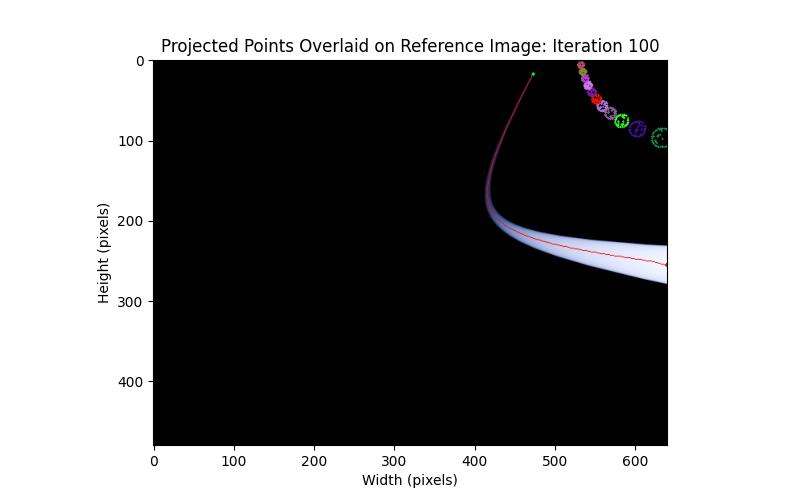 Projected Points Overlaid on Reference Image: Iteration 100
0
100
200
300
400
Height (pixels)
0 100 200 300 400 500 600
Width (pixels)